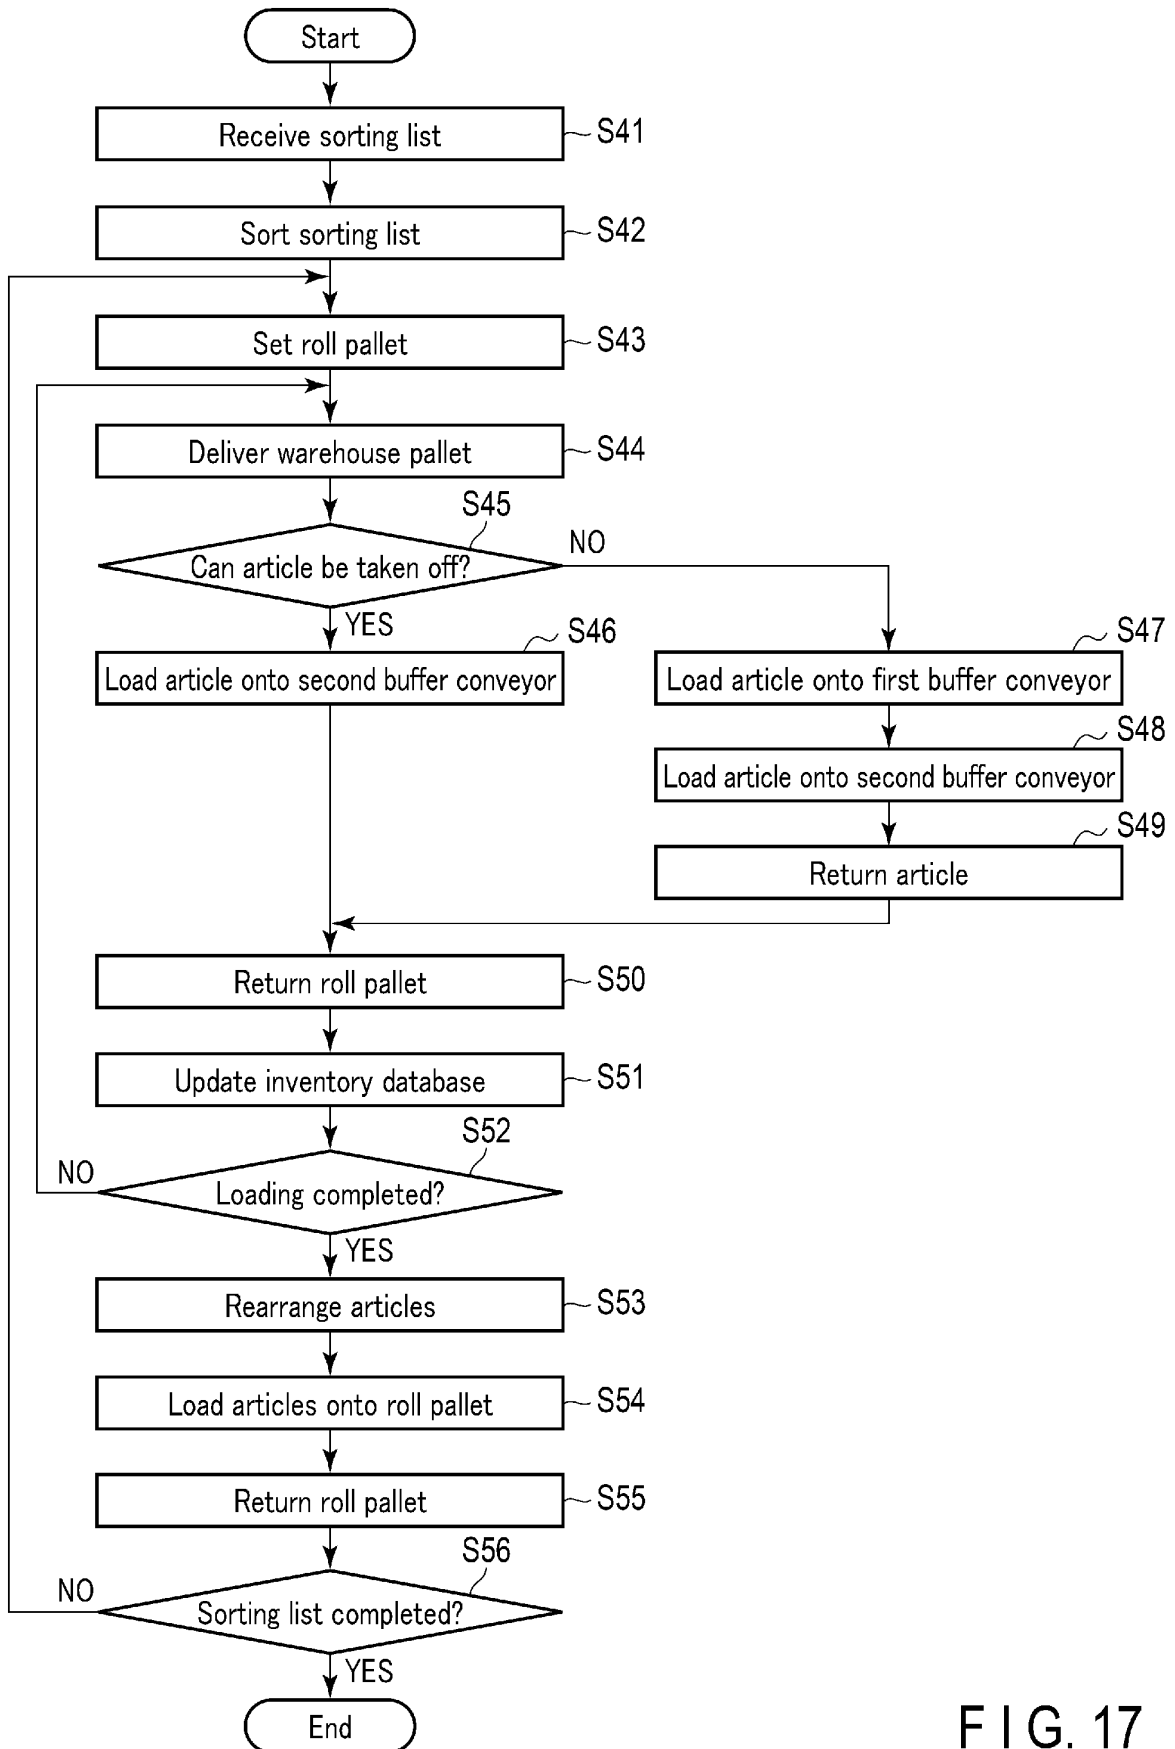 Start
Receive sorting list
S41
Sort sorting list
S42
Set roll pallet
S43
Deliver warehouse pallet
S44
S45
Can article be taken off?
NO
YES
S46
Load article onto second buffer conveyor
S47
Load article onto first buffer conveyor
S48
Load article onto second buffer conveyor
S49
Return article
Return roll pallet
S50
Update inventory database
S51
S52
NO
Loading completed?
YES
Rearrange articles
S53
Load articles onto roll pallet
S54
Return roll pallet
S55
S56
NO
Sorting list completed?
YES
End
FIG. 17